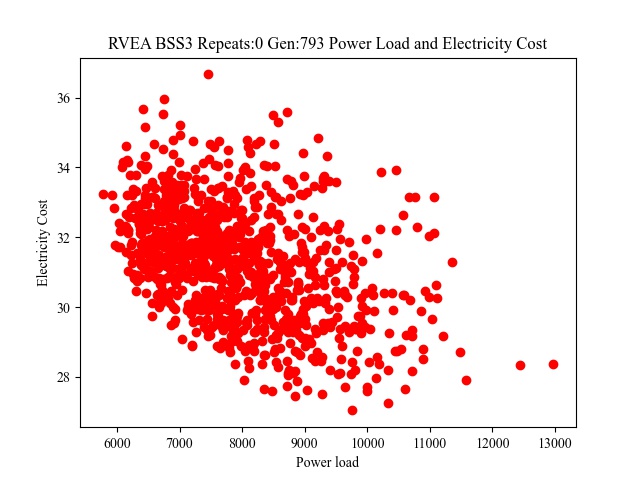 RVEA BSS3 Repeats:0 Gen:793 Power Load and Electricity Cost
36
34
32
30
28
Electricity Cost
6000 7000 8000 9000 10000 11000 12000 13000
Power load